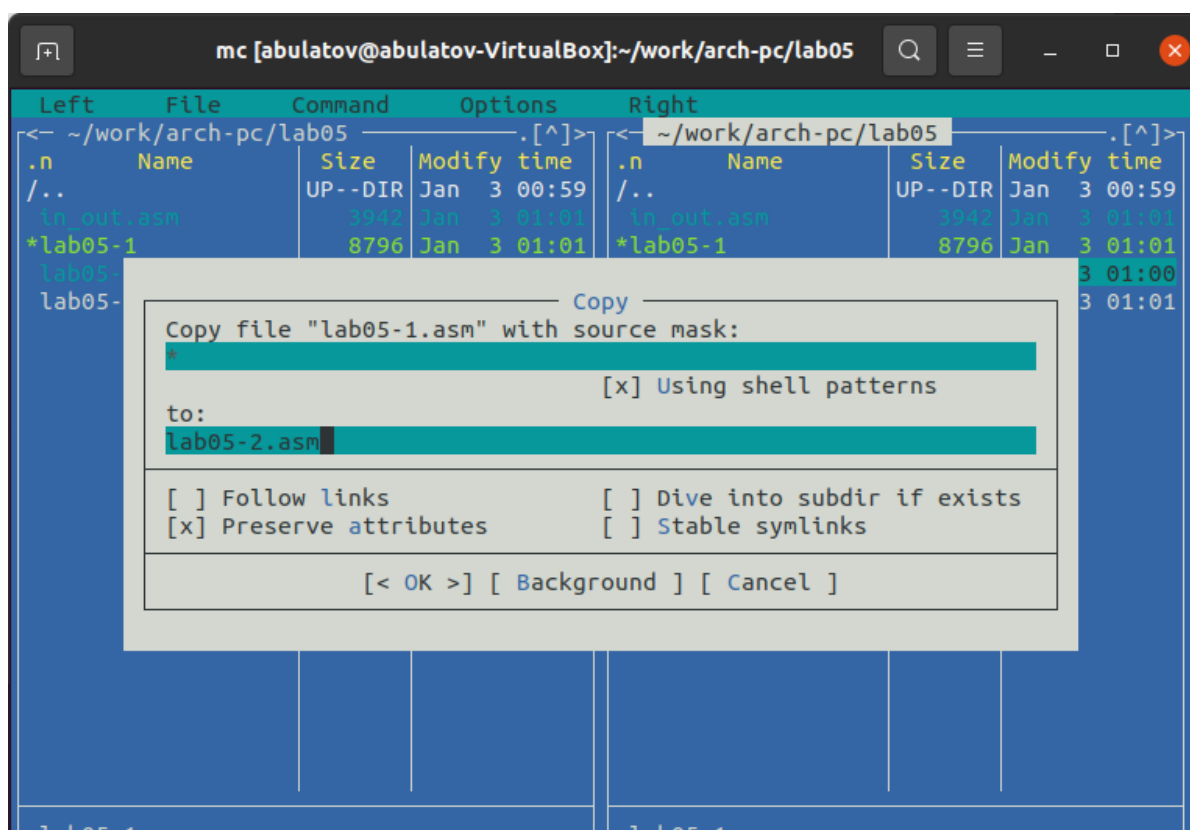 mc [abulatov@abulatov-VirtualBox]:~/work/arch-pc/lab05
Left File Command Options Right
<— ~/work/arch-pc/lab05 .[^]> <— ~/work/arch-pc/lab05 .[^]>
.n Name Size Modify time .n Name Size Modify time
/.. UP--DIR Jan 3 00:59 /.. UP--DIR Jan 3 00:59
in_out.asm 3942 Jan 3 01:01 in_out.asm 3942 Jan 3 01:01
*lab05-1 8796 Jan 3 01:01 *lab05-1 8796 Jan 3 01:01
lab05- 3 01:00
lab05- 3 01:01
Copy
Copy file "lab05-1.asm" with source mask:
*
[x] Using shell patterns
to:
lab05-2.asm
[ ] Follow links [ ] Dive into subdir if exists
[x] Preserve attributes [ ] Stable symlinks
[< OK >] [ Background ] [ Cancel ]